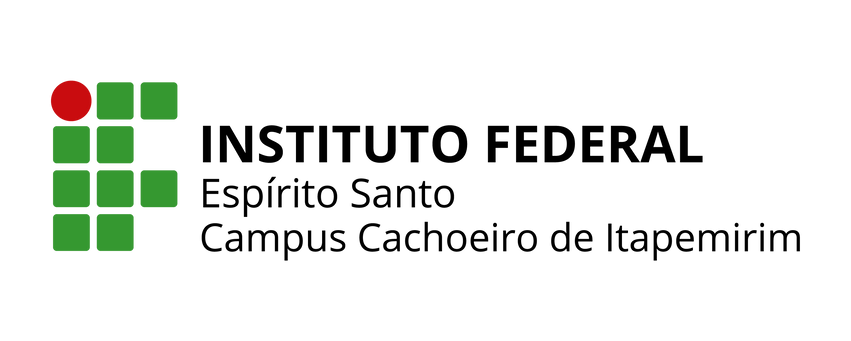 INSTITUTO FEDERAL
Espírito Santo
Campus Cachoeiro de Itapemirim